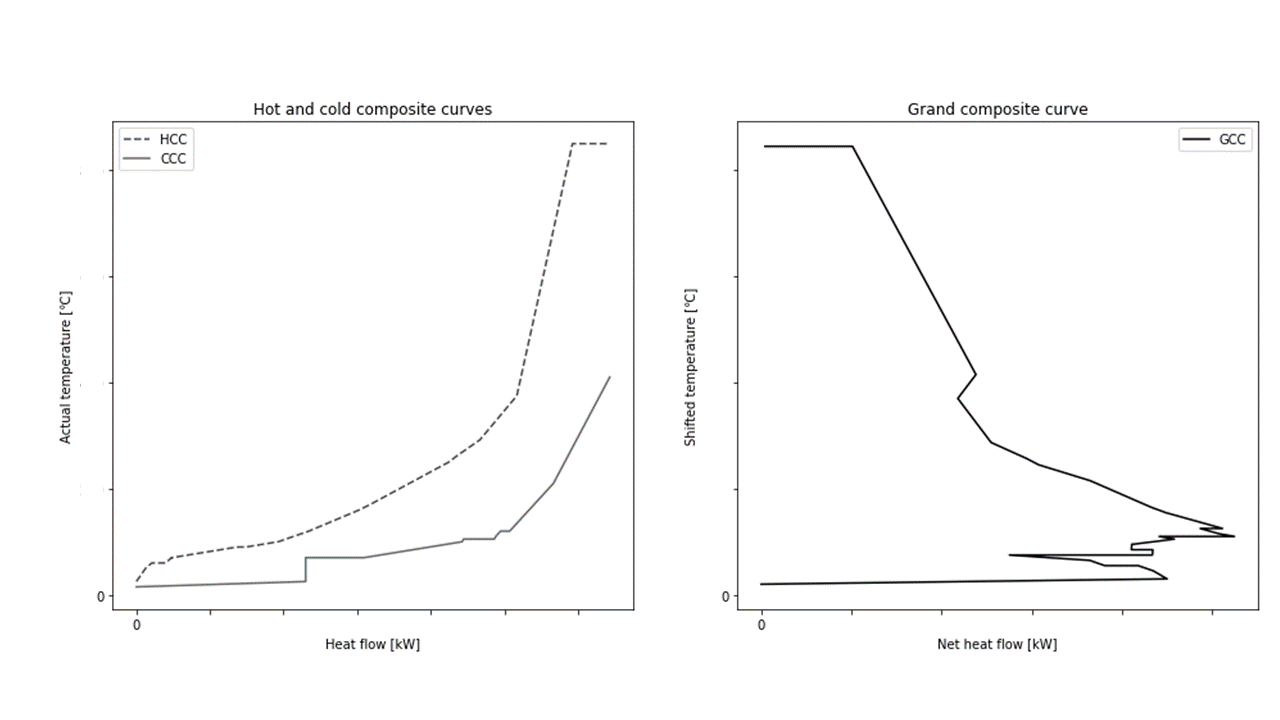 Hot and cold composite curves
HCC
CCC
Actual temperature [°C]
0
0
Heat flow [kW]
Grand composite curve
GCC
Shifted temperature [°C]
0
0
Net heat flow [kW]